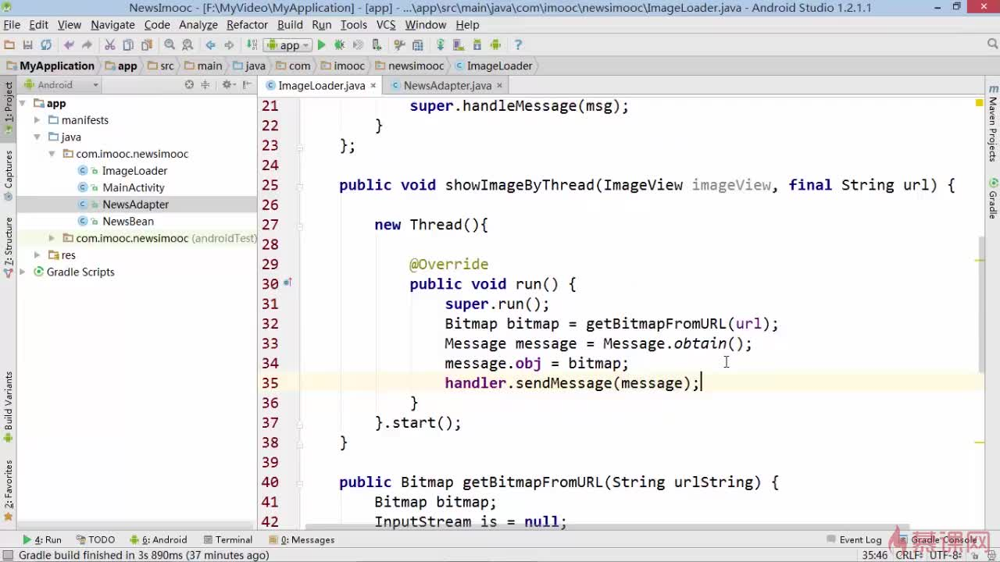 NewsImooc - [F:\MyVideo\MyApplication] - [app] - ...\app\src\main\java\com\imooc\newsimooc\ImageLoader.java - Android Studio 1.2.1.1
File Edit View Navigate Code Analyze Refactor Build Run Tools VCS Window Help
app
MyApplication app src main java com imooc newsimooc ImageLoader
Android
ImageLoader.java NewsAdapter.java
1: Project
Captures
Z: Structure
Build Variants
2: Favorites
app
manifests
java
com.imooc.newsimooc
ImageLoader
MainActivity
NewsAdapter
NewsBean
com.imooc.newsimooc (androidTest)
res
Gradle Scripts
21 super.handleMessage(msg);
22 }
23 };
24
25 public void showImageByThread(ImageView imageView, final String url) {
26
27 new Thread(){
28
29 @Override
30 public void run() {
31 super.run();
32 Bitmap bitmap = getBitmapFromURL(url);
33 Message message = Message.obtain();
34 message.obj = bitmap;
35 handler.sendMessage(message);
36 }
37 }.start();
38 }
39
40 public Bitmap getBitmapFromURL(String urlString) {
41 Bitmap bitmap;
42 InputStream is = null;
Maven Projects
Gradle
4: Run TODO 6: Android Terminal 0: Messages Event Log Gradle Console
慕课网
Gradle build finished in 3s 890ms (37 minutes ago) 35:46 CRLF UTF-8